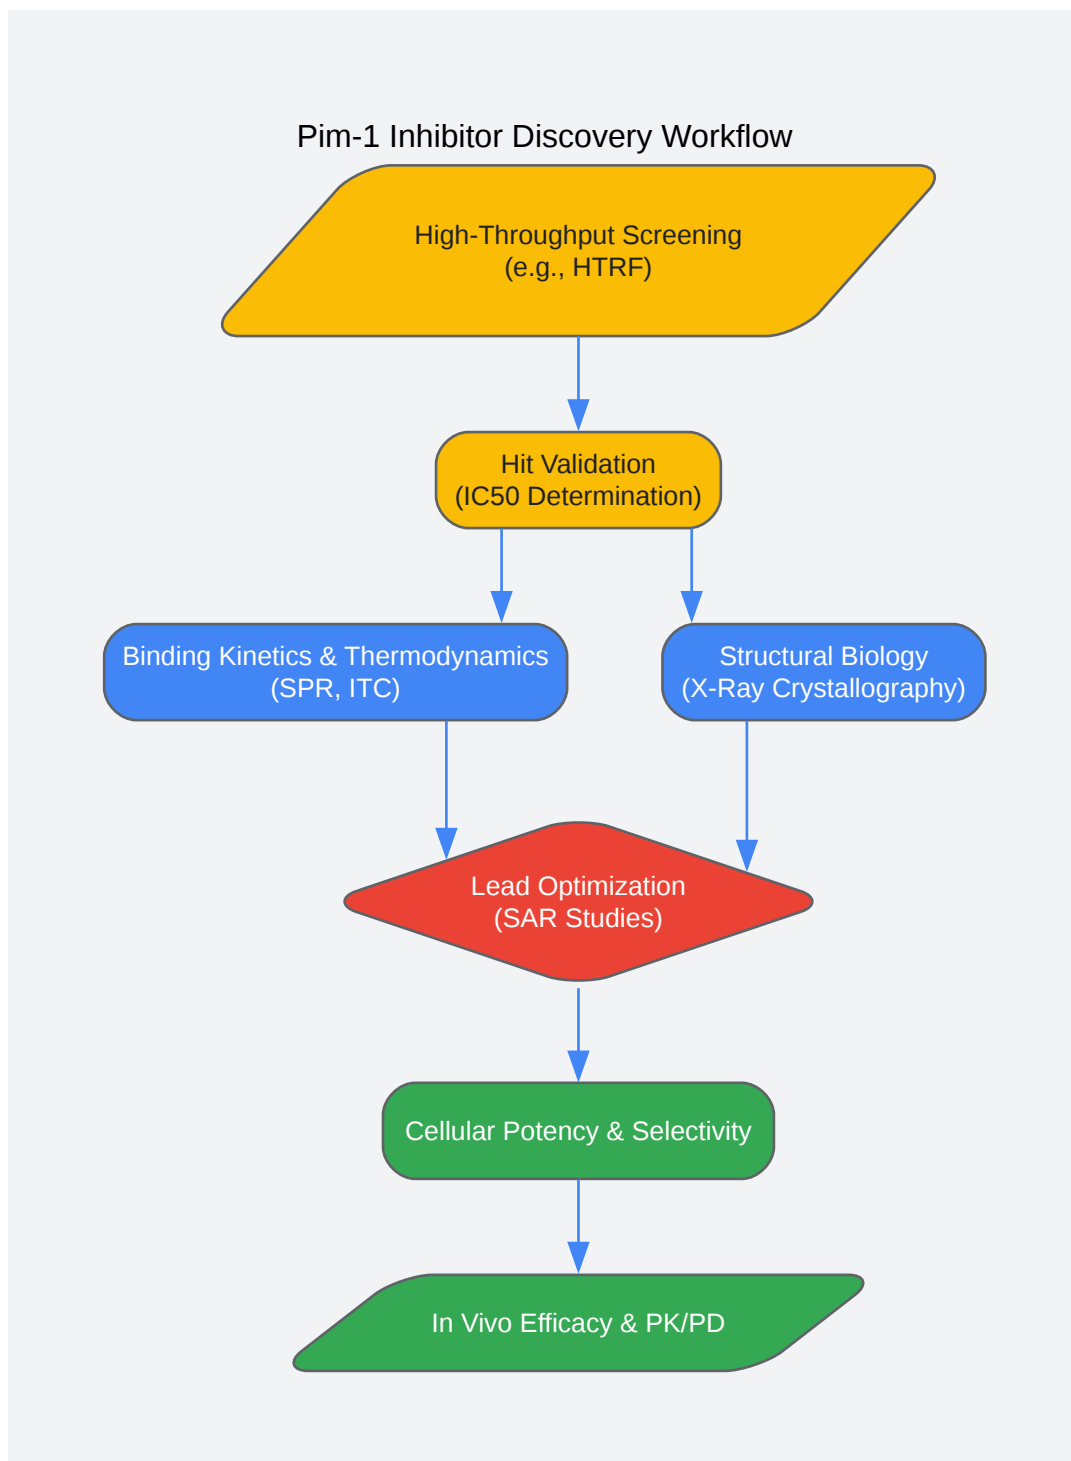 Pim-1 Inhibitor Discovery Workflow
High-Throughput Screening
(e.g., HTRF)
Hit Validation
(IC50 Determination)
Binding Kinetics & Thermodynamics
(SPR, ITC)
Structural Biology
(X-Ray Crystallography)
Lead Optimization
(SAR Studies)
Cellular Potency & Selectivity
In Vivo Efficacy & PK/PD